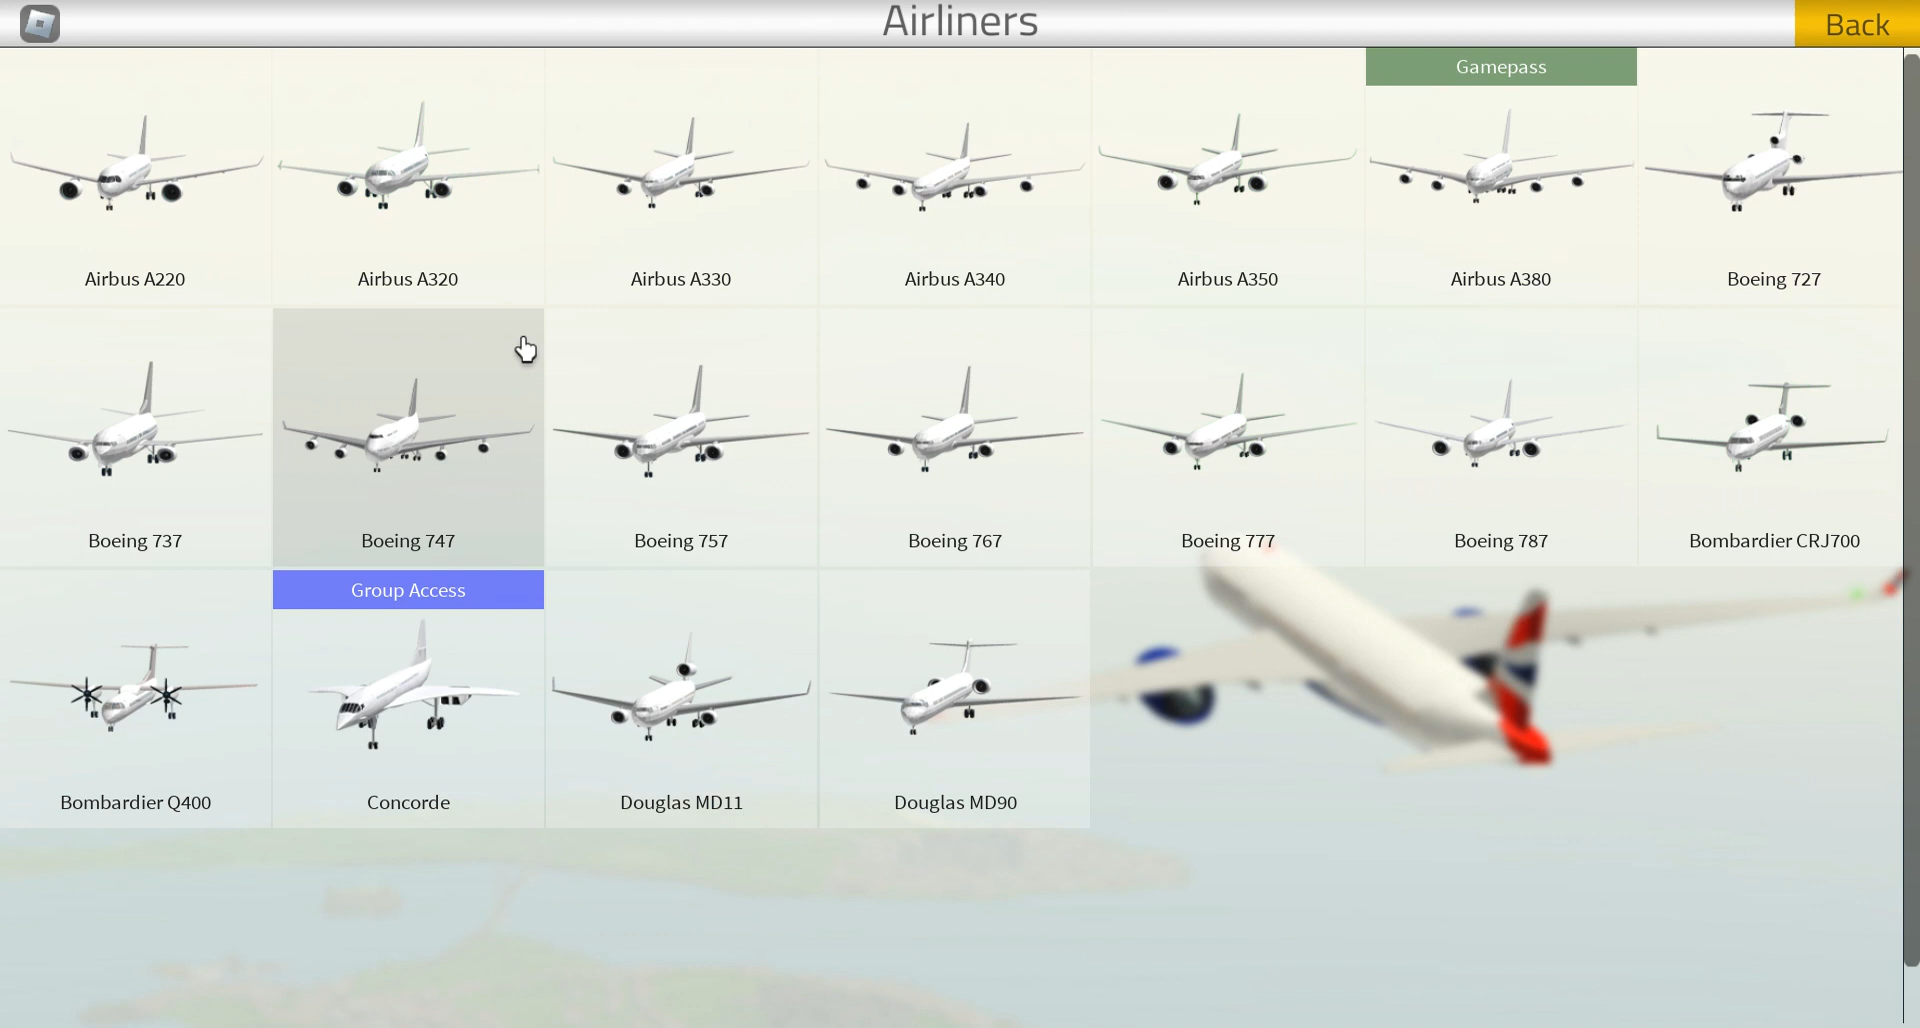 Airliners
Back
Gamepass
Airbus A220
Airbus A320
Airbus A330
Airbus A340
Airbus A350
Airbus A380
Boeing 727
Boeing 737
Boeing 747
Boeing 757
Boeing 767
Boeing 777
Boeing 787
Bombardier CRJ700
Group Access
Bombardier Q400
Concorde
Douglas MD11
Douglas MD90